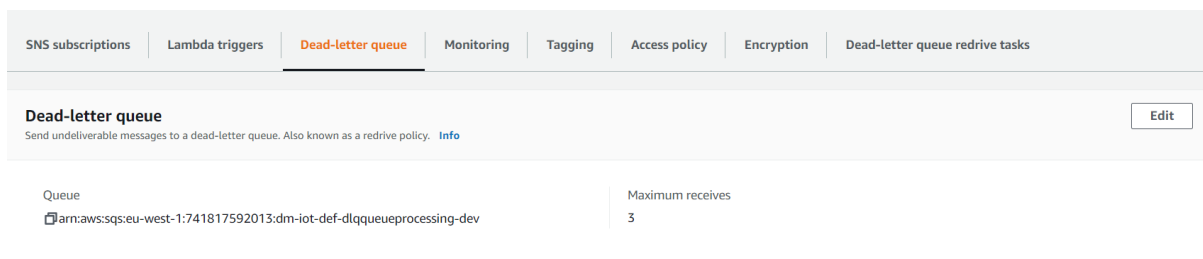 SNS subscriptions Lambda triggers Dead-letter queue Monitoring Tagging Access policy Encryption Dead-letter queue redrive tasks
Dead-letter queue
Edit
Send undeliverable messages to a dead-letter queue. Also known as a redrive policy. Info
Queue
arn:aws:sqs:eu-west-1:741817592013:dm-iot-def-dlqqueueprocessing-dev
Maximum receives
3